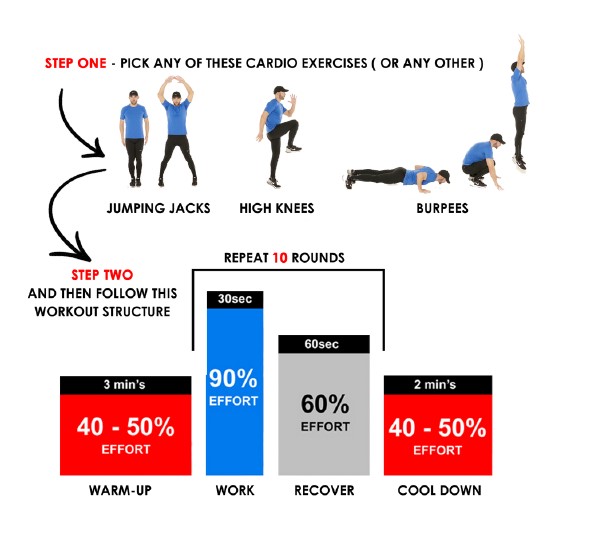 STEP ONE - PICK ANY OF THESE CARDIO EXERCISES ( OR ANY OTHER )
JUMPING JACKS
HIGH KNEES
BURPEES
STEP TWO
AND THEN FOLLOW THIS
WORKOUT STRUCTURE
REPEAT 10 ROUNDS
3 min's
40 - 50%
EFFORT
WARM-UP
30sec
90%
EFFORT
WORK
60sec
60%
EFFORT
RECOVER
2 min's
40 - 50%
EFFORT
COOL DOWN